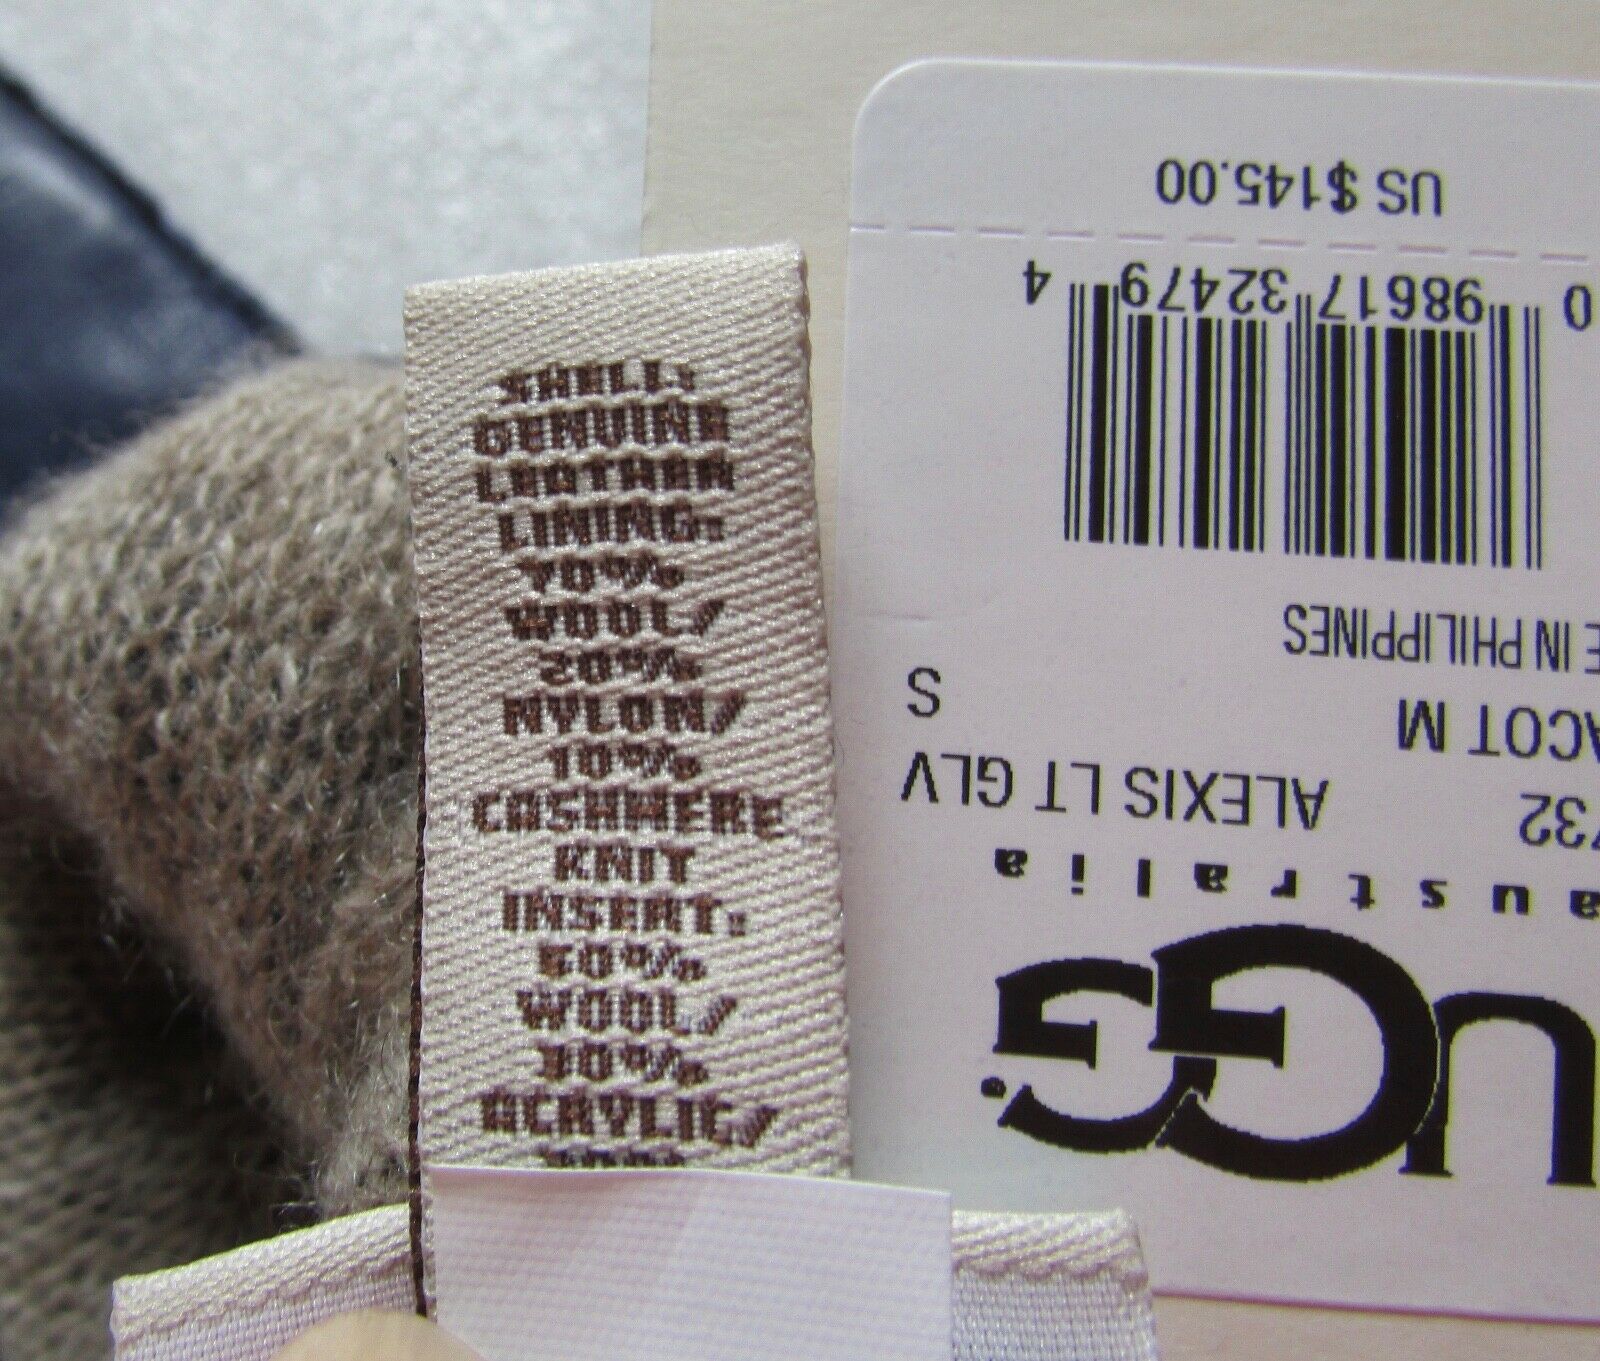 SHELL:
GENUINE
LEATHER
LINING:
70%
WOOL/
20%
NYLON/
10%
CASHMERE
KNIT
INSERT:
60%
WOOL/
30%
ACRYLIC/
UGG®
australia
732 ALEXIS LT GLV
ACOT M S
E IN PHILIPPINES
0 98617 32479 4
US $145.00